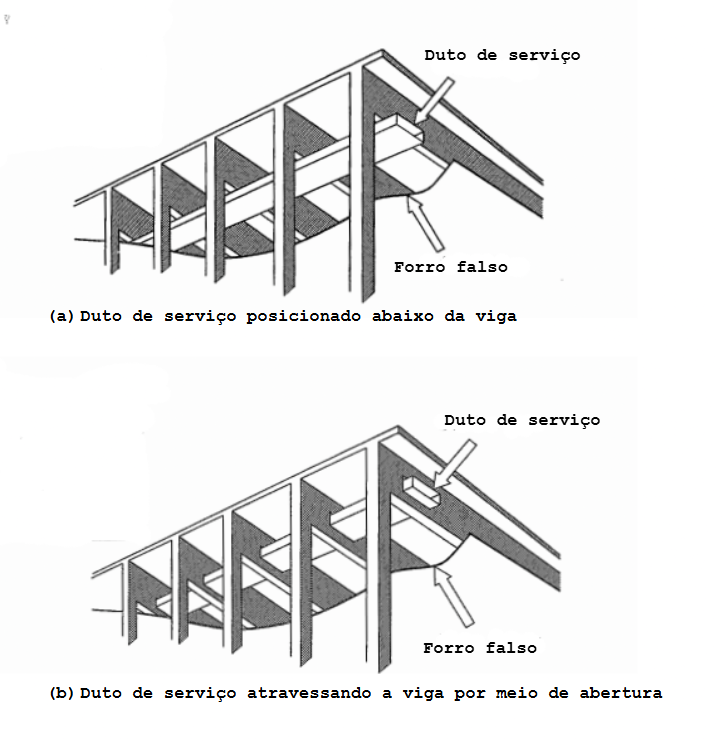 Duto de serviço
Forro falso
(a) Duto de serviço posicionado abaixo da viga
Duto de serviço
Forro falso
(b) Duto de serviço atravessando a viga por meio de abertura